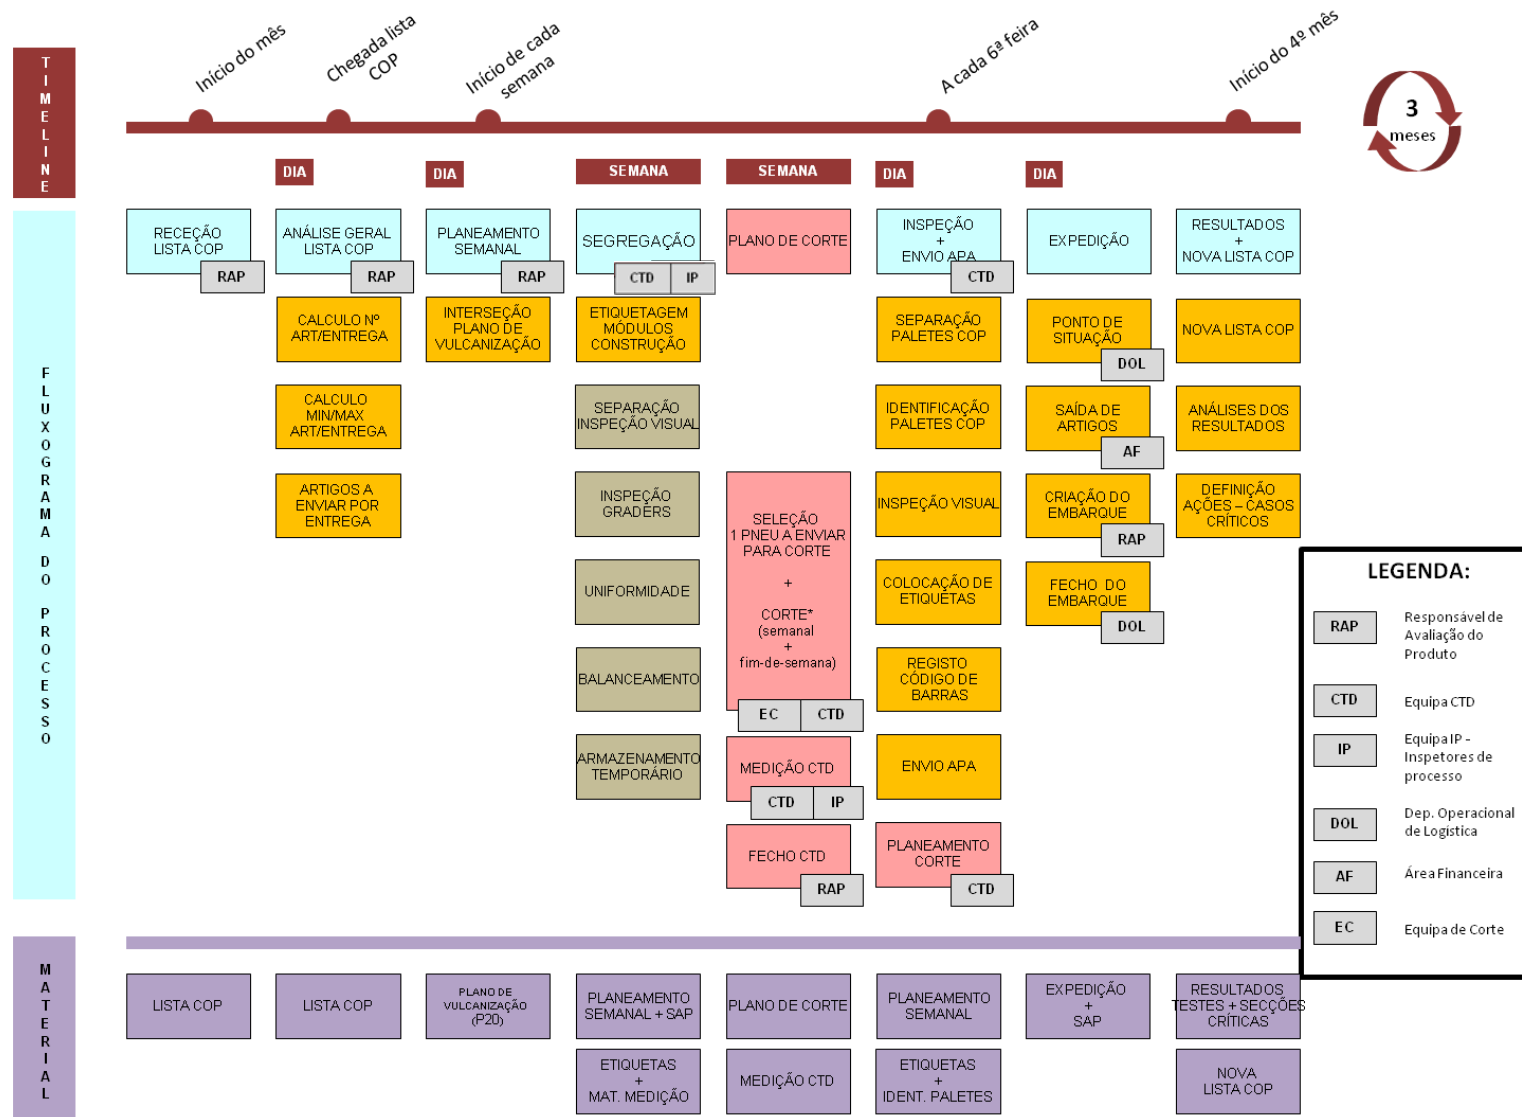 Início do mês
Chegada lista
COP
Início de cada
semana
A cada 6ª feira
Início do 4º mês
TIMELINE
3
meses
DIA
DIA
SEMANA
SEMANA
DIA
DIA
FLUXOGRAMA DO PROCESSO
RECEÇÃO
LISTA COP
RAP
ANÁLISE GERAL
LISTA COP
RAP
CALCULO Nº
ART/ENTREGA
CALCULO
MIN/MAX
ART/ENTREGA
ARTIGOS A
ENVIAR POR
ENTREGA
PLANEAMENTO
SEMANAL
RAP
INTERSEÇÃO
PLANO DE
VULCANIZAÇÃO
SEGREGAÇÃO
CTD
IP
ETIQUETAGEM
MÓDULOS
CONSTRUÇÃO
SEPARAÇÃO
INSPEÇÃO VISUAL
INSPEÇÃO
GRADERS
UNIFORMIDADE
BALANCEAMENTO
ARMAZENAMENTO
TEMPORÁRIO
PLANO DE CORTE
SELEÇÃO
1 PNEU A ENVIAR
PARA CORTE
+
CORTE*
(semanal
+
fim-de-semana)
EC
CTD
MEDIÇÃO CTD
CTD
IP
FECHO CTD
RAP
INSPEÇÃO
+
ENVIO APA
CTD
SEPARAÇÃO
PALETES COP
IDENTIFICAÇÃO
PALETES COP
INSPEÇÃO VISUAL
COLOCAÇÃO DE
ETIQUETAS
REGISTO
CÓDIGO DE
BARRAS
ENVIO APA
PLANEAMENTO
CORTE
CTD
EXPEDIÇÃO
PONTO DE
SITUAÇÃO
DOL
SAÍDA DE
ARTIGOS
AF
CRIAÇÃO DO
EMBARQUE
RAP
FECHO DO
EMBARQUE
DOL
RESULTADOS
+
NOVA LISTA COP
NOVA LISTA COP
ANÁLISES DOS
RESULTADOS
DEFINIÇÃO
AÇÕES – CASOS
CRÍTICOS
LEGENDA:
RAP
Responsável de
Avaliação do
Produto
CTD
Equipa CTD
IP
Equipa IP -
Inspetores de
processo
DOL
Dep. Operacional
de Logística
AF
Área Financeira
EC
Equipa de Corte
MATERIAL
LISTA COP
LISTA COP
PLANO DE
VULCANIZAÇÃO
(P20)
PLANEAMENTO
SEMANAL + SAP
PLANO DE CORTE
PLANEAMENTO
SEMANAL
EXPEDIÇÃO
+
SAP
RESULTADOS
TESTES + SECÇÕES
CRÍTICAS
ETIQUETAS
+
MAT. MEDIÇÃO
MEDIÇÃO CTD
ETIQUETAS
+
IDENT. PALETES
NOVA
LISTA COP